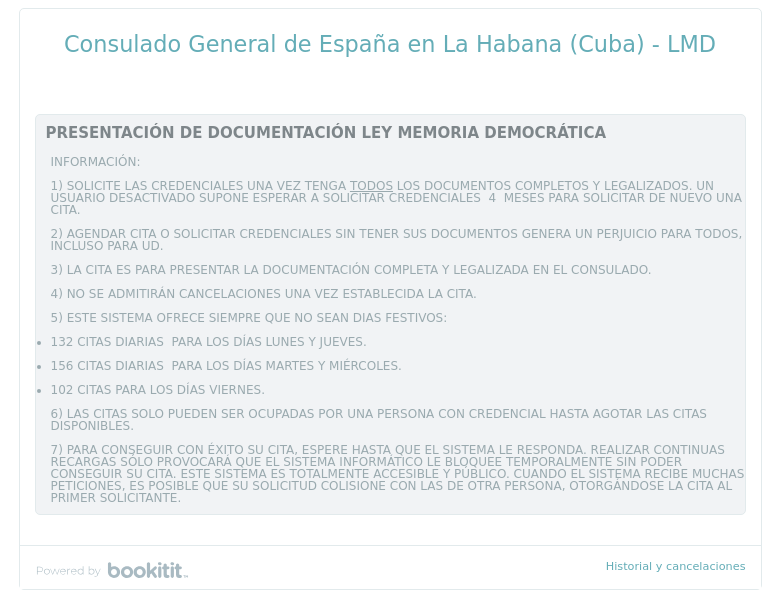 Consulado General de España en La Habana (Cuba) - LMD
PRESENTACIÓN DE DOCUMENTACIÓN LEY MEMORIA DEMOCRÁTICA
INFORMACIÓN:
1) SOLICITE LAS CREDENCIALES UNA VEZ TENGA TODOS LOS DOCUMENTOS COMPLETOS Y LEGALIZADOS. UN
USUARIO DESACTIVADO SUPONE ESPERAR A SOLICITAR CREDENCIALES  4  MESES PARA SOLICITAR DE NUEVO UNA
CITA.
2) AGENDAR CITA O SOLICITAR CREDENCIALES SIN TENER SUS DOCUMENTOS GENERA UN PERJUICIO PARA TODOS,
INCLUSO PARA UD.
3) LA CITA ES PARA PRESENTAR LA DOCUMENTACIÓN COMPLETA Y LEGALIZADA EN EL CONSULADO.
4) NO SE ADMITIRÁN CANCELACIONES UNA VEZ ESTABLECIDA LA CITA.
5) ESTE SISTEMA OFRECE SIEMPRE QUE NO SEAN DIAS FESTIVOS:
• 132 CITAS DIARIAS  PARA LOS DÍAS LUNES Y JUEVES.
• 156 CITAS DIARIAS  PARA LOS DÍAS MARTES Y MIÉRCOLES.
• 102 CITAS PARA LOS DÍAS VIERNES.
6) LAS CITAS SOLO PUEDEN SER OCUPADAS POR UNA PERSONA CON CREDENCIAL HASTA AGOTAR LAS CITAS
DISPONIBLES.
7) PARA CONSEGUIR CON ÉXITO SU CITA, ESPERE HASTA QUE EL SISTEMA LE RESPONDA. REALIZAR CONTINUAS
RECARGAS SÓLO PROVOCARÁ QUE EL SISTEMA INFORMÁTICO LE BLOQUEE TEMPORALMENTE SIN PODER
CONSEGUIR SU CITA. ESTE SISTEMA ES TOTALMENTE ACCESIBLE Y PÚBLICO. CUANDO EL SISTEMA RECIBE MUCHAS
PETICIONES, ES POSIBLE QUE SU SOLICITUD COLISIONE CON LAS DE OTRA PERSONA, OTORGÁNDOSE LA CITA AL
PRIMER SOLICITANTE.
Powered by bookitit™
Historial y cancelaciones